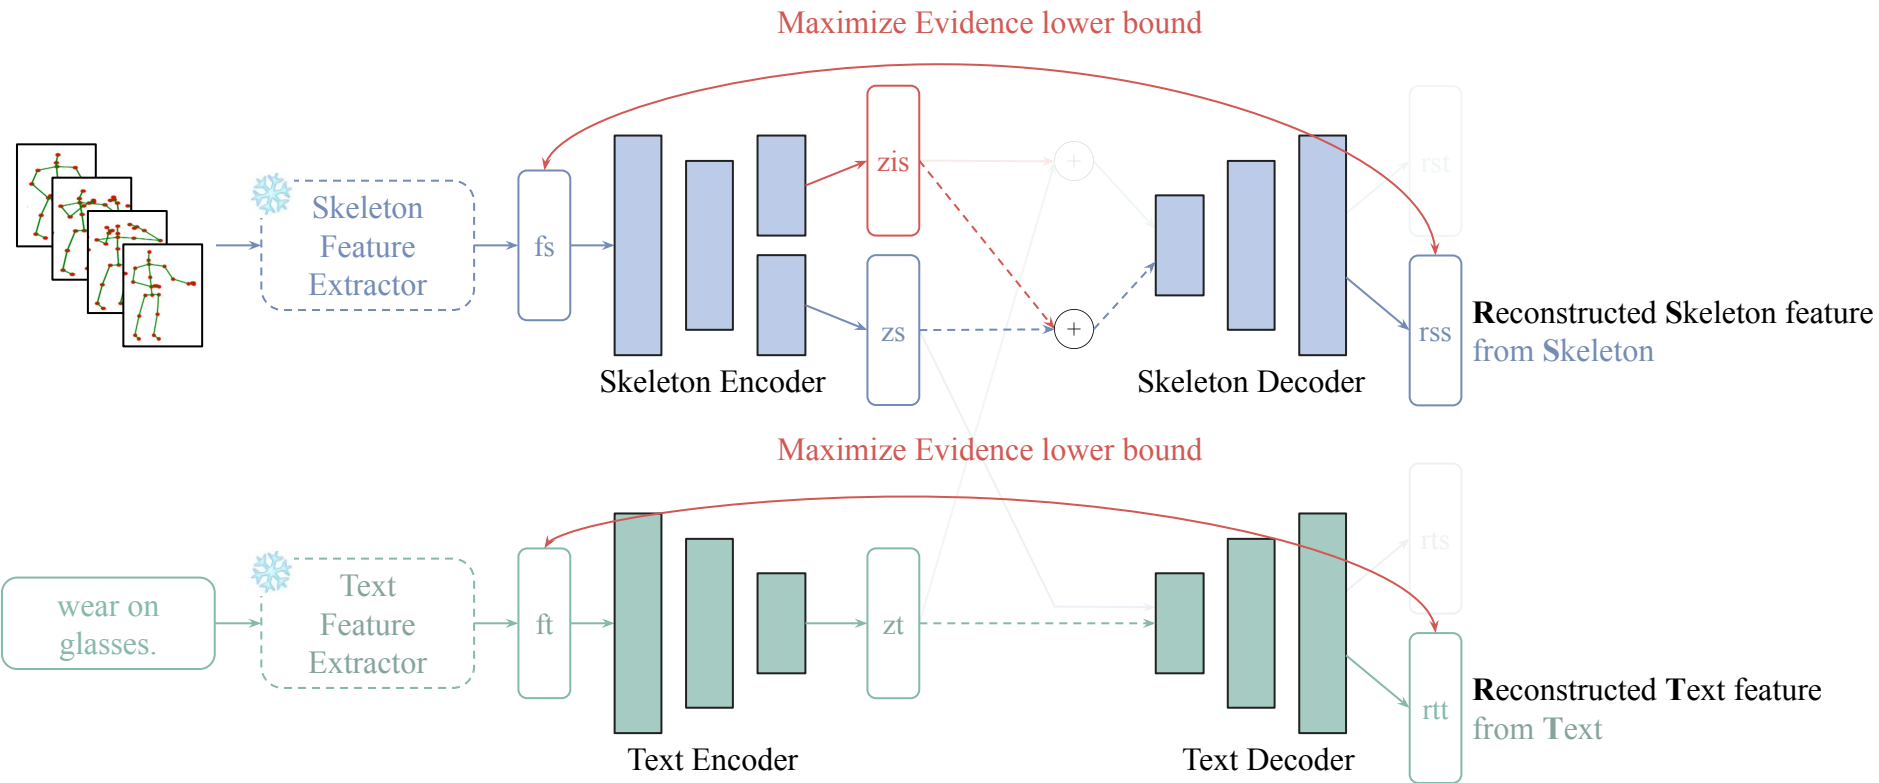 Maximize Evidence lower bound
zis
rst
+
Skeleton
Feature
Extractor
fs
zs
+
rss
Reconstructed Skeleton feature
from Skeleton
Skeleton Encoder
Skeleton Decoder
Maximize Evidence lower bound
rts
wear on
glasses.
Text
Feature
Extractor
ft
zt
rtt
Reconstructed Text feature
from Text
Text Encoder
Text Decoder